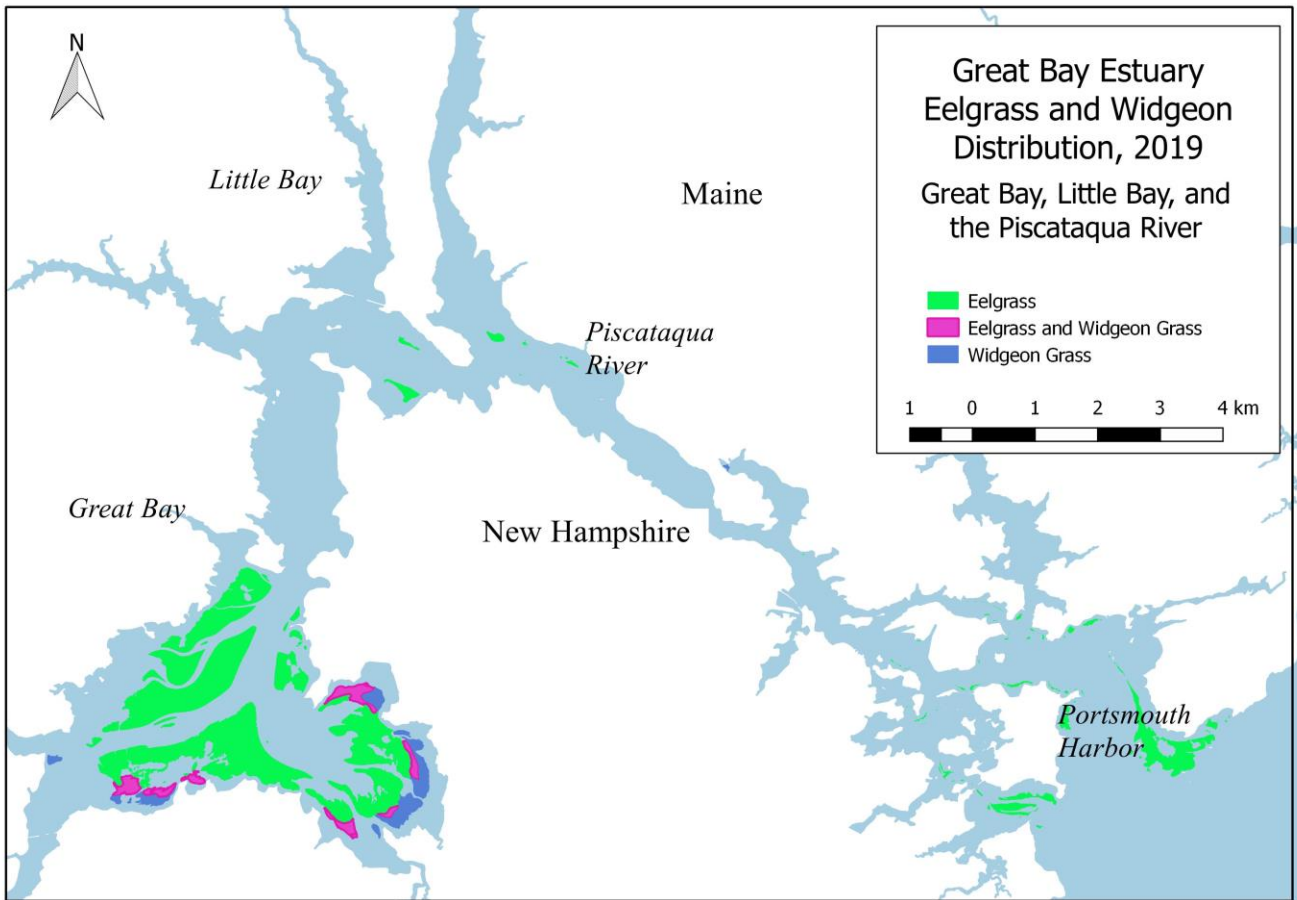 N
Great Bay Estuary
Eelgrass and Widgeon
Distribution, 2019
Great Bay, Little Bay, and
the Piscataqua River
Eelgrass
Eelgrass and Widgeon Grass
Widgeon Grass
1 0 1 2 3 4 km
Little Bay
Maine
Piscataqua
River
Great Bay
New Hampshire
Portsmouth
Harbor